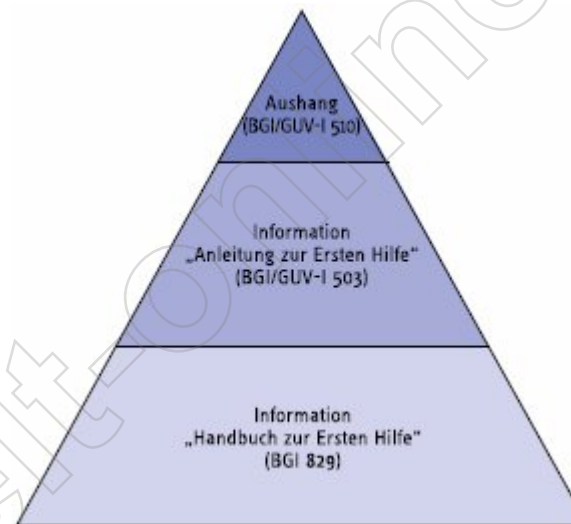 Aushang
(BGI/GUV-I 510)
Information
„Anleitung zur Ersten Hilfe“
(BGI/GUV-I 503)
Information
„Handbuch zur Ersten Hilfe“
(BGI 829)